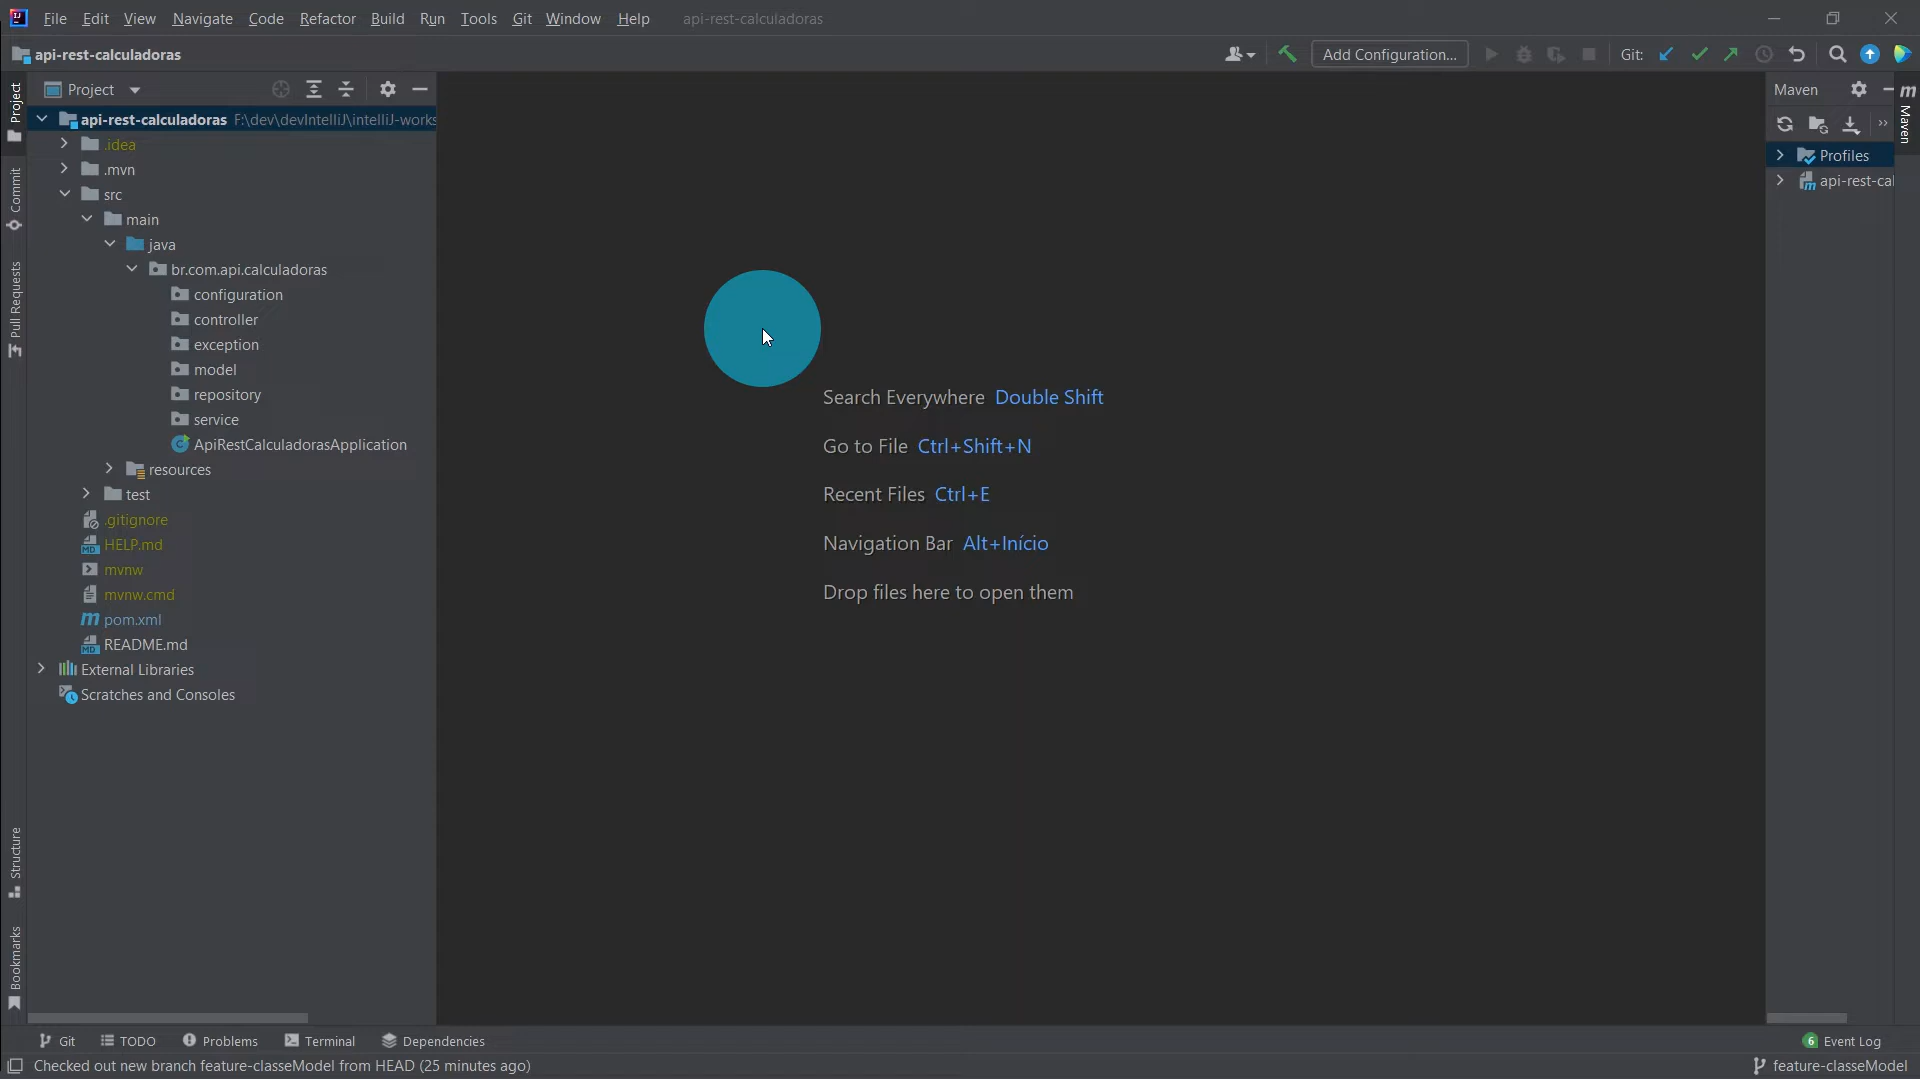 File Edit View Navigate Code Refactor Build Run Tools Git Window Help api-rest-calculadoras
api-rest-calculadoras
Add Configuration...
Git:
Project
Maven
Project
Commit
Pull Requests
Structure
Bookmarks
api-rest-calculadoras F:\dev\devIntelliJ\intelliJ-works
.idea
.mvn
src
main
java
br.com.api.calculadoras
configuration
controller
exception
model
repository
service
ApiRestCalculadorasApplication
resources
test
.gitignore
HELP.md
mvnw
mvnw.cmd
pom.xml
README.md
External Libraries
Scratches and Consoles
Search Everywhere Double Shift
Go to File Ctrl+Shift+N
Recent Files Ctrl+E
Navigation Bar Alt+Início
Drop files here to open them
Profiles
api-rest-cal
Maven
Git TODO Problems Terminal Dependencies
6 Event Log
Checked out new branch feature-classeModel from HEAD (25 minutes ago)
feature-classeModel